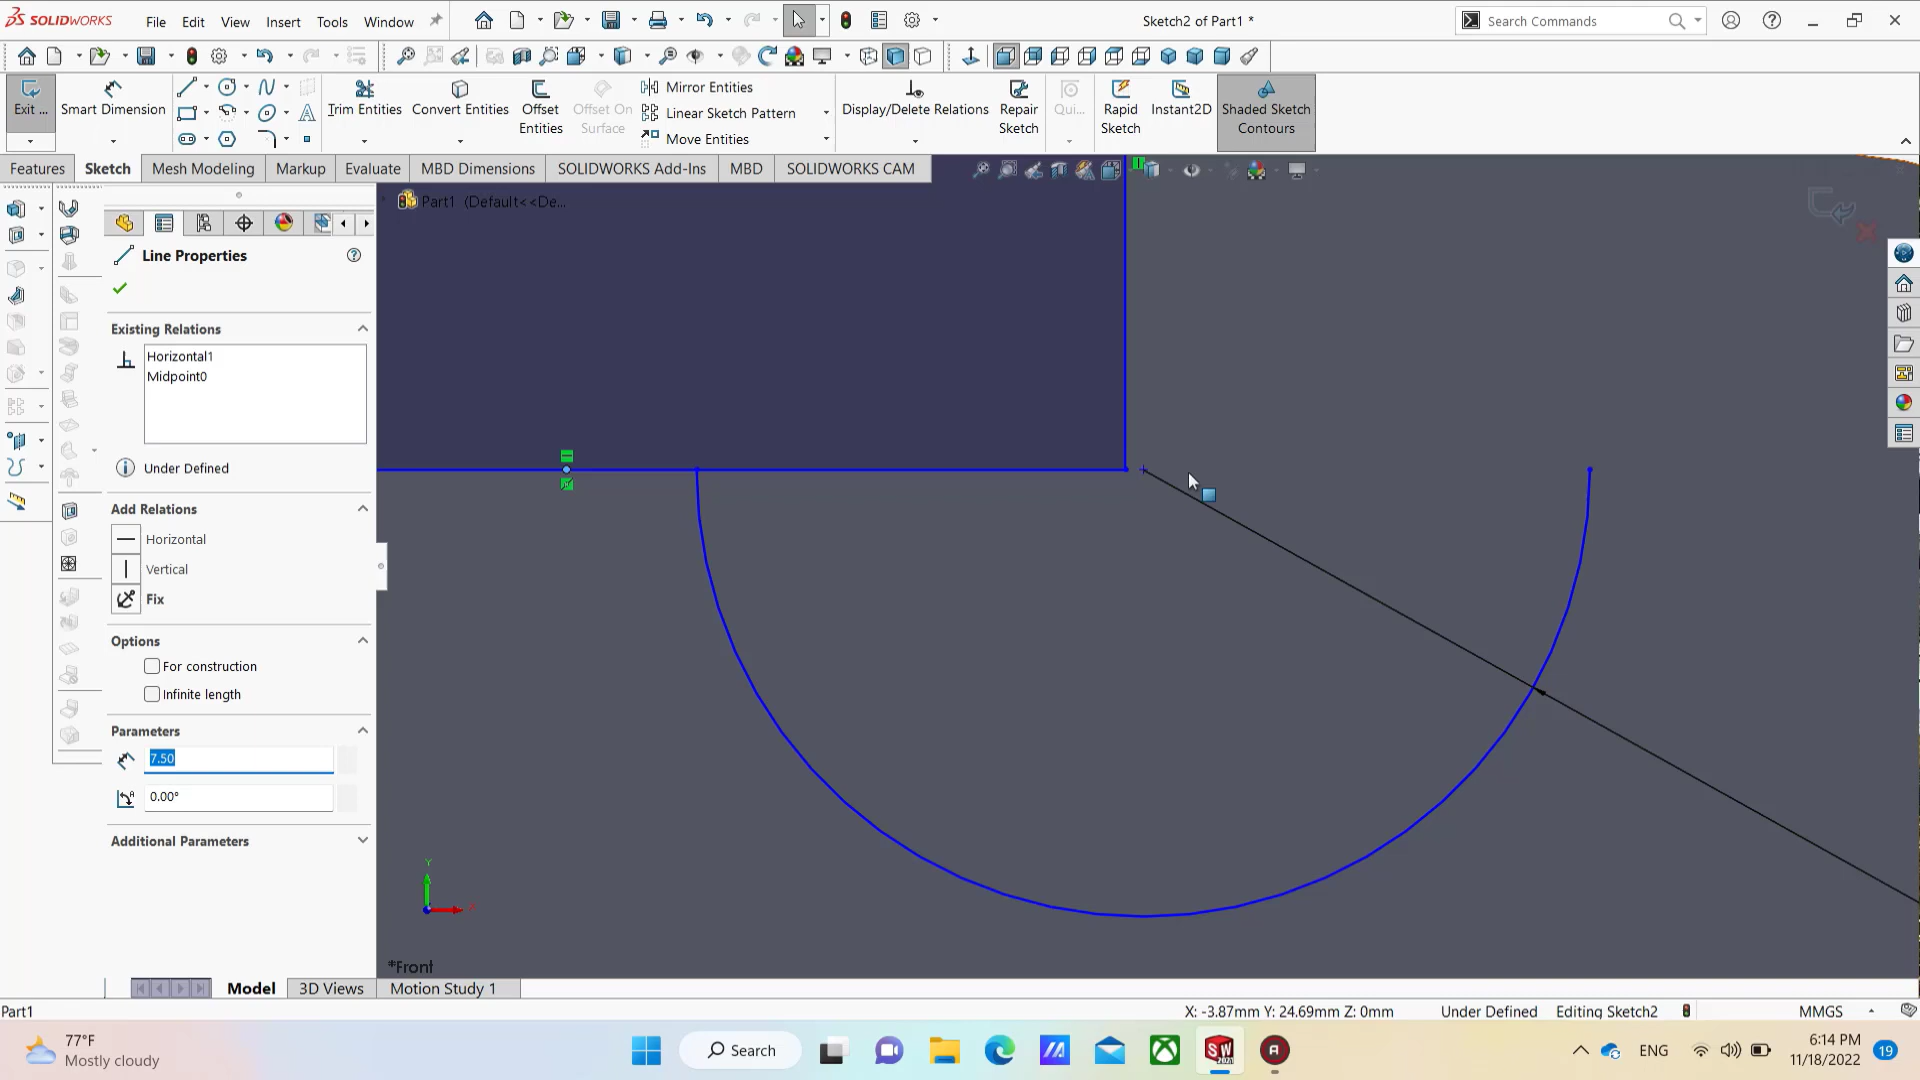 SOLIDWORKS
File Edit View Insert Tools Window
Sketch2 of Part1 *
Search Commands
Exit ...
Smart Dimension
Trim Entities
Convert Entities
Offset
Entities
Offset On
Surface
Mirror Entities
Linear Sketch Pattern
Move Entities
Display/Delete Relations
Repair
Sketch
Qui...
Rapid
Sketch
Instant2D
Shaded Sketch
Contours
Features Sketch Mesh Modeling Markup Evaluate MBD Dimensions SOLIDWORKS Add-Ins MBD SOLIDWORKS CAM
Part1 (Default<<De...
Line Properties
Existing Relations
Horizontal1
Midpoint0
Under Defined
Add Relations
Horizontal
Vertical
Fix
Options
For construction
Infinite length
Parameters
7.50
0.00°
Additional Parameters
Y
*Front
Model 3D Views Motion Study 1
Part1
X: -3.87mm Y: 24.69mm Z: 0mm
Under Defined
Editing Sketch2
MMGS
77°F
Mostly cloudy
Search
SW
2021
ENG
6:14 PM
11/18/2022
19